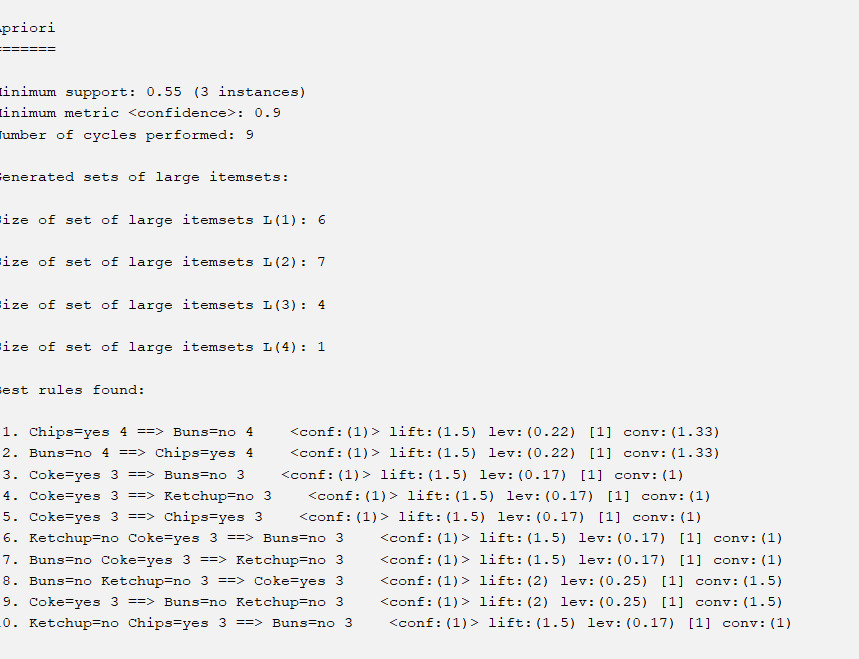 Apriori
=======
Minimum support: 0.55 (3 instances)
Minimum metric <confidence>: 0.9
Number of cycles performed: 9
Generated sets of large itemsets:
Size of set of large itemsets L(1): 6
Size of set of large itemsets L(2): 7
Size of set of large itemsets L(3): 4
Size of set of large itemsets L(4): 1
Best rules found:
1. Chips=yes 4 ==> Buns=no 4    <conf:(1)> lift:(1.5) lev:(0.22) [1] conv:(1.33)
2. Buns=no 4 ==> Chips=yes 4    <conf:(1)> lift:(1.5) lev:(0.22) [1] conv:(1.33)
3. Coke=yes 3 ==> Buns=no 3    <conf:(1)> lift:(1.5) lev:(0.17) [1] conv:(1)
4. Coke=yes 3 ==> Ketchup=no 3    <conf:(1)> lift:(1.5) lev:(0.17) [1] conv:(1)
5. Coke=yes 3 ==> Chips=yes 3    <conf:(1)> lift:(1.5) lev:(0.17) [1] conv:(1)
6. Ketchup=no Coke=yes 3 ==> Buns=no 3    <conf:(1)> lift:(1.5) lev:(0.17) [1] conv:(1)
7. Buns=no Coke=yes 3 ==> Ketchup=no 3    <conf:(1)> lift:(1.5) lev:(0.17) [1] conv:(1)
8. Buns=no Ketchup=no 3 ==> Coke=yes 3    <conf:(1)> lift:(2) lev:(0.25) [1] conv:(1.5)
9. Coke=yes 3 ==> Buns=no Ketchup=no 3    <conf:(1)> lift:(2) lev:(0.25) [1] conv:(1.5)
0. Ketchup=no Chips=yes 3 ==> Buns=no 3    <conf:(1)> lift:(1.5) lev:(0.17) [1] conv:(1)